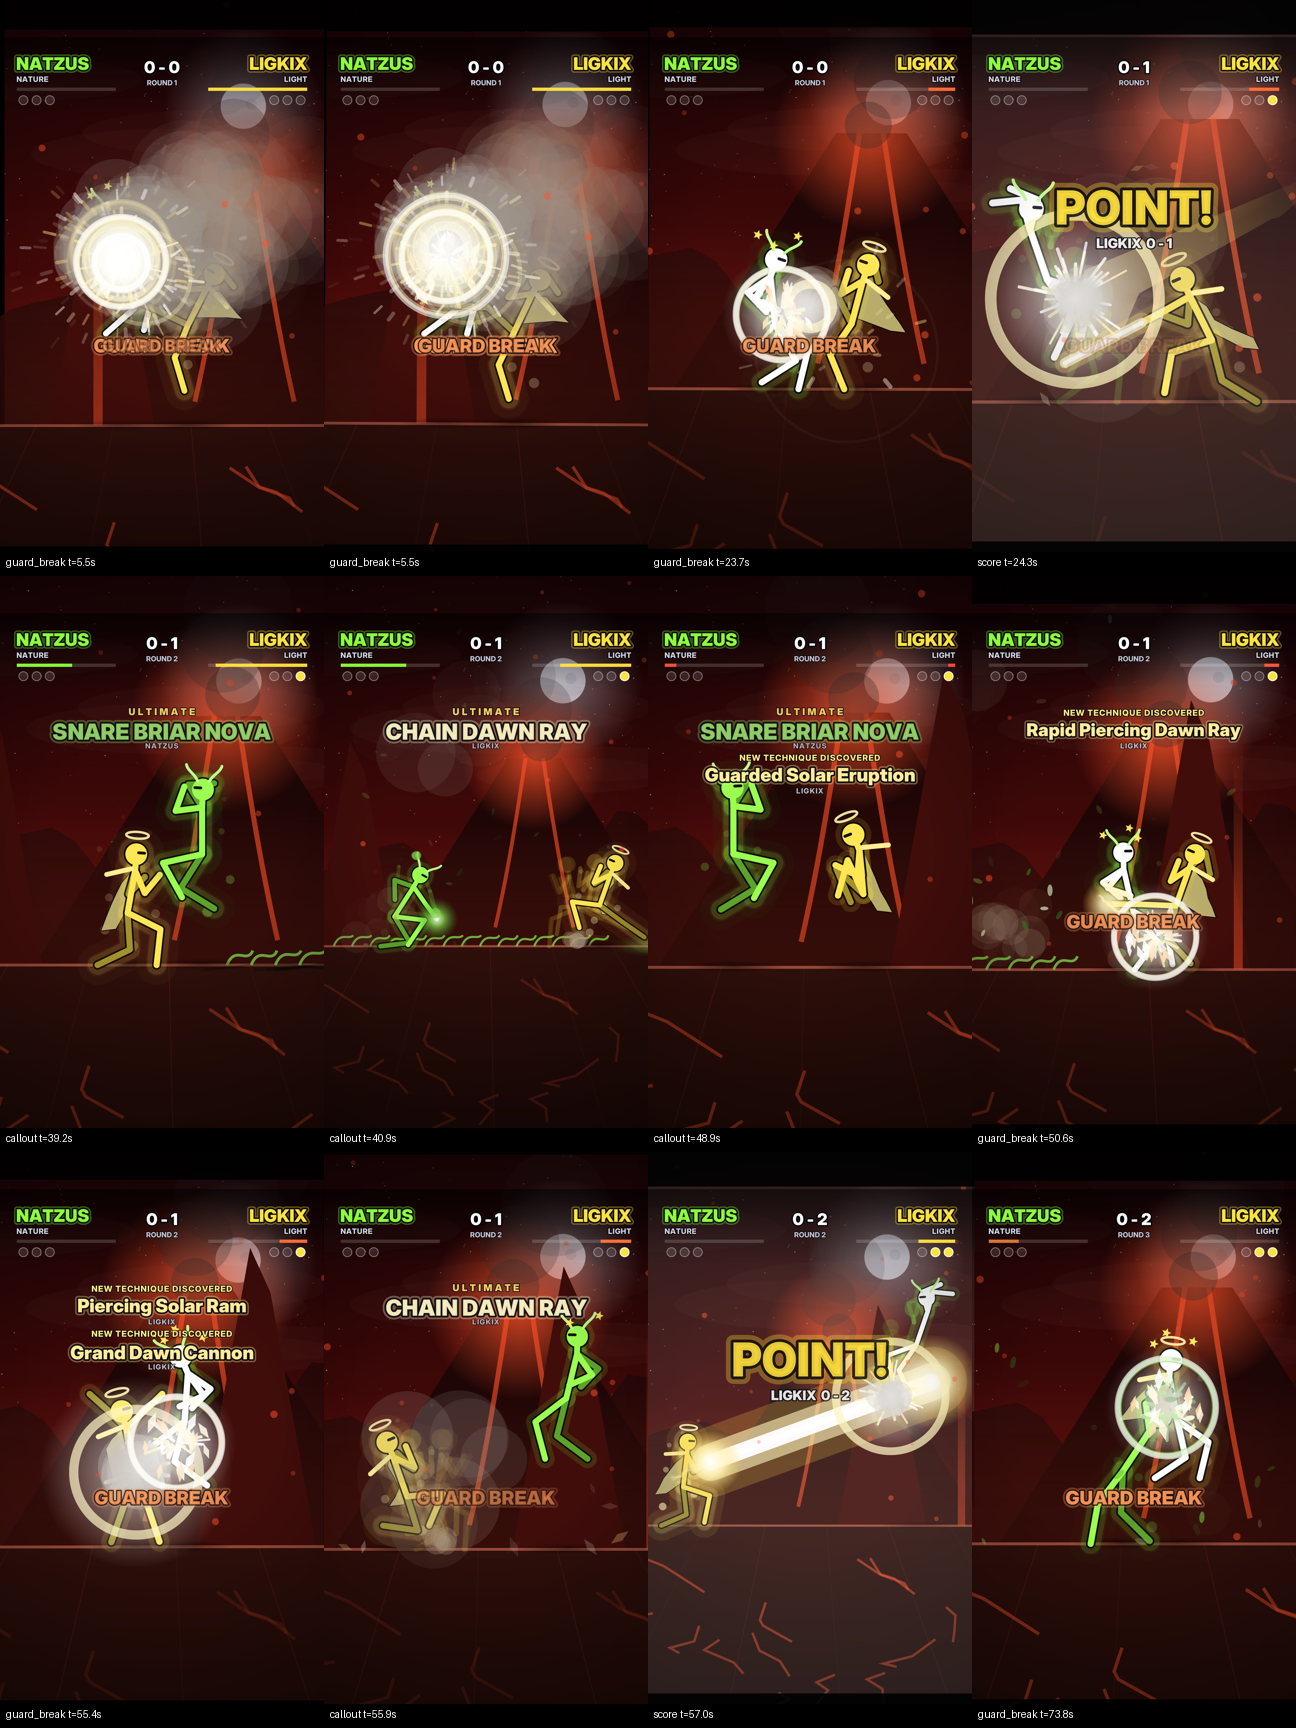 NATZUS
NATURE
0-0
ROUND 1
LIGKIX
LIGHT
GUARD BREAK
guard_break t=5.5s
NATZUS
NATURE
0-0
ROUND 1
LIGKIX
LIGHT
GUARD BREAK
guard_break t=5.5s
NATZUS
NATURE
0-0
ROUND 1
LIGKIX
LIGHT
GUARD BREAK
guard_break t=23.7s
NATZUS
NATURE
0-1
ROUND 1
LIGKIX
LIGHT
POINT!
LIGKIX 0-1
GUARD BREAK
score t=24.3s
NATZUS
NATURE
0-1
ROUND 2
LIGKIX
LIGHT
ULTIMATE
SNARE BRIAR NOVA
NATZUS
callout t=39.2s
NATZUS
NATURE
0-1
ROUND 2
LIGKIX
LIGHT
ULTIMATE
CHAIN DAWN RAY
LIGKIX
callout t=40.9s
NATZUS
NATURE
0-1
ROUND 2
LIGKIX
LIGHT
ULTIMATE
SNARE BRIAR NOVA
NATZUS
NEW TECHNIQUE DISCOVERED
Guarded Solar Eruption
LIGKIX
callout t=48.9s
NATZUS
NATURE
0-1
ROUND 2
LIGKIX
LIGHT
NEW TECHNIQUE DISCOVERED
Rapid Piercing Dawn Ray
LIGKIX
GUARD BREAK
guard_break t=50.6s
NATZUS
NATURE
0-1
ROUND 2
LIGKIX
LIGHT
NEW TECHNIQUE DISCOVERED
Piercing Solar Ram
LIGKIX
NEW TECHNIQUE DISCOVERED
Grand Dawn Cannon
LIGKIX
GUARD BREAK
guard_break t=55.4s
NATZUS
NATURE
0-1
ROUND 2
LIGKIX
LIGHT
ULTIMATE
CHAIN DAWN RAY
LIGKIX
GUARD BREAK
callout t=55.9s
NATZUS
NATURE
0-2
ROUND 2
LIGKIX
LIGHT
POINT!
LIGKIX 0-2
score t=57.0s
NATZUS
NATURE
0-2
ROUND 3
LIGKIX
LIGHT
GUARD BREAK
guard_break t=73.8s